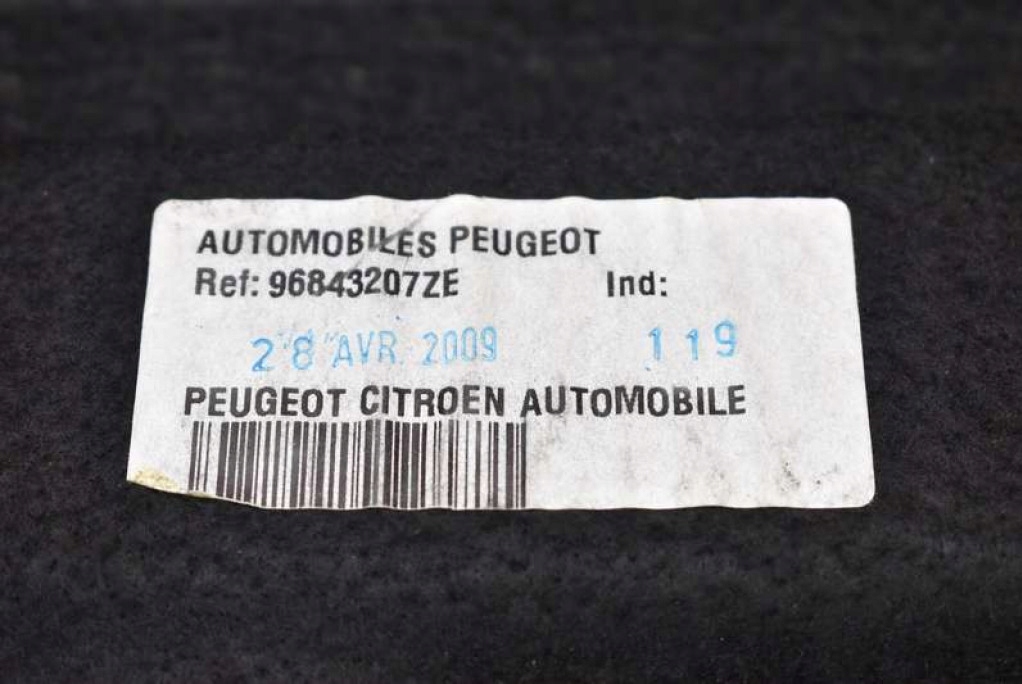 AUTOMOBILES PEUGEOT
Ref: 96843207ZE Ind:
28 AVR. 2009 119
PEUGEOT CITROEN AUTOMOBILE